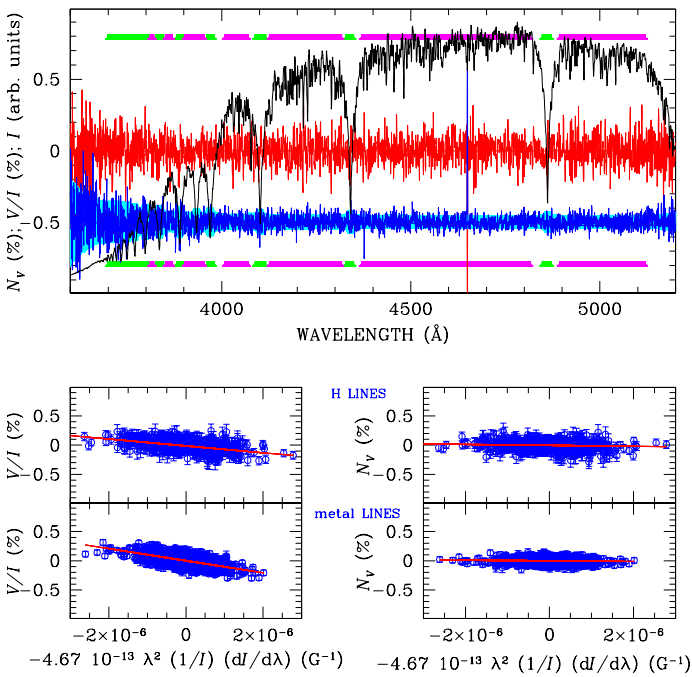 N_v (%); V/I (%); I (arb. units)
0.5
0
−0.5
4000 4500 5000
WAVELENGTH (Å)
H LINES
V/I (%)
0.5
0
−0.5
N_v (%)
0.5
0
−0.5
metal LINES
V/I (%)
0.5
0
−0.5
N_v (%)
0.5
0
−0.5
−2×10⁻⁶ 0 2×10⁻⁶
−2×10⁻⁶ 0 2×10⁻⁶
−4.67 10⁻¹³ λ² (1/I) (dI/dλ) (G⁻¹)
−4.67 10⁻¹³ λ² (1/I) (dI/dλ) (G⁻¹)